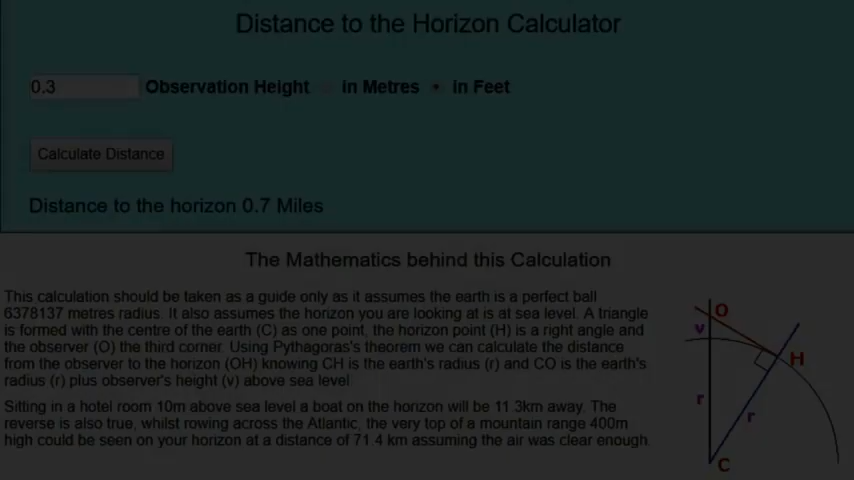 Distance to the Horizon Calculator
0.3 Observation Height in Metres in Feet
Calculate Distance
Distance to the horizon 0.7 Miles
The Mathematics behind this Calculation
This calculation should be taken as a guide only as it assumes the earth is a perfect ball
6378137 metres radius. It also assumes the horizon you are looking at is at sea level. A triangle
is formed with the centre of the earth (C) as one point, the horizon point (H) is a right angle and
the observer (O) the third corner. Using Pythagoras's theorem we can calculate the distance
from the observer to the horizon (OH) knowing CH is the earth's radius (r) and CO is the earth's
radius (r) plus observer's height (v) above sea level
Sitting in a hotel room 10m above sea level a boat on the horizon will be 11.3km away. The
reverse is also true, whilst rowing across the Atlantic, the very top of a mountain range 400m
high could be seen on your horizon at a distance of 71.4 km assuming the air was clear enough.
O
v
H
r
r
C